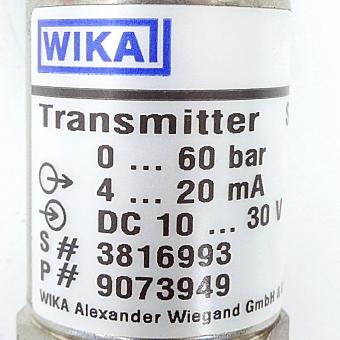 WIKA
Transmitter S
0 ... 60 bar
4 ... 20 mA
DC 10 ... 30 V
S # 3816993
P # 9073949
WIKA Alexander Wiegand GmbH &